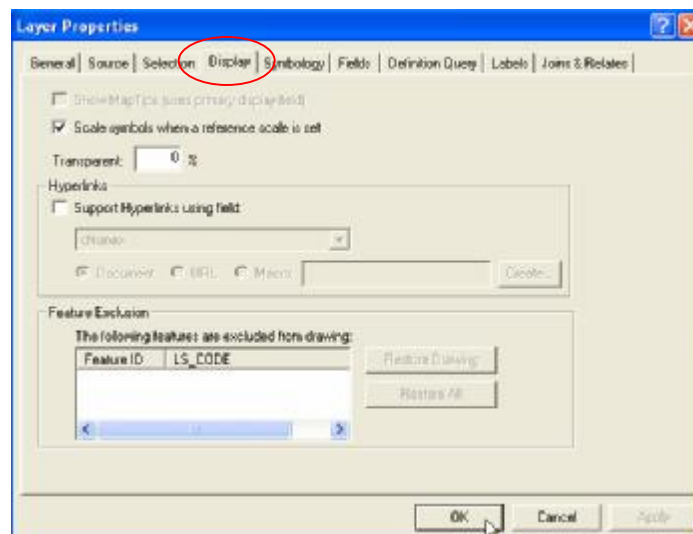 Layer Properties
General Source Selection Display Symbology Fields Definition Query Labels Joins & Relates
Show MapTips (uses primary display field)
Scale symbols when a reference scale is set
Transparent: 0 %
Hyperlinks
Support Hyperlinks using field:
<none>
Document URL Macro Create...
Feature Exclusion
The following features are excluded from drawing:
Feature ID LS_CODE
Restore Drawing
Restore All
OK Cancel Apply